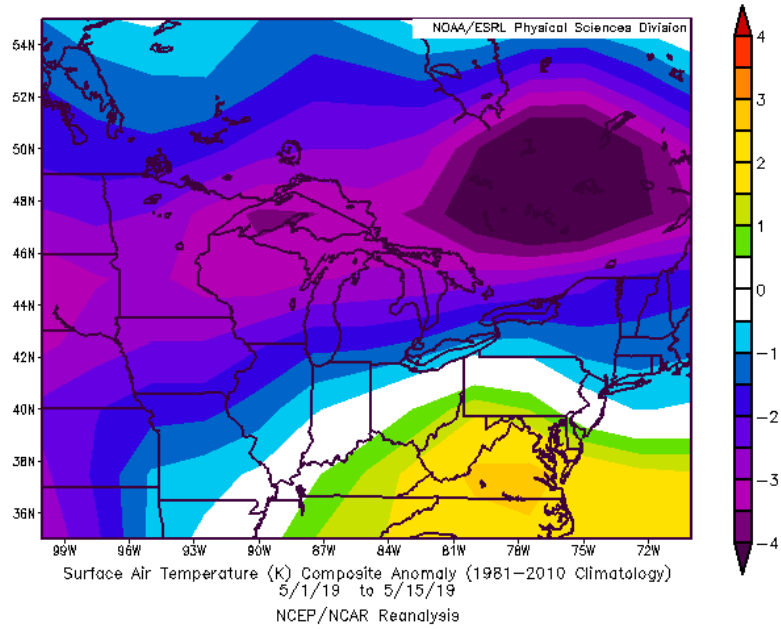 NOAA/ESRL Physical Sciences Division
54N
52N
50N
48N
46N
44N
42N
40N
38N
36N
99W 96W 93W 90W 87W 84W 81W 78W 75W 72W
4
3
2
1
0
-1
-2
-3
-4
Surface Air Temperature (K) Composite Anomaly (1981-2010 Climatology)
5/1/19 to 5/15/19
NCEP/NCAR Reanalysis